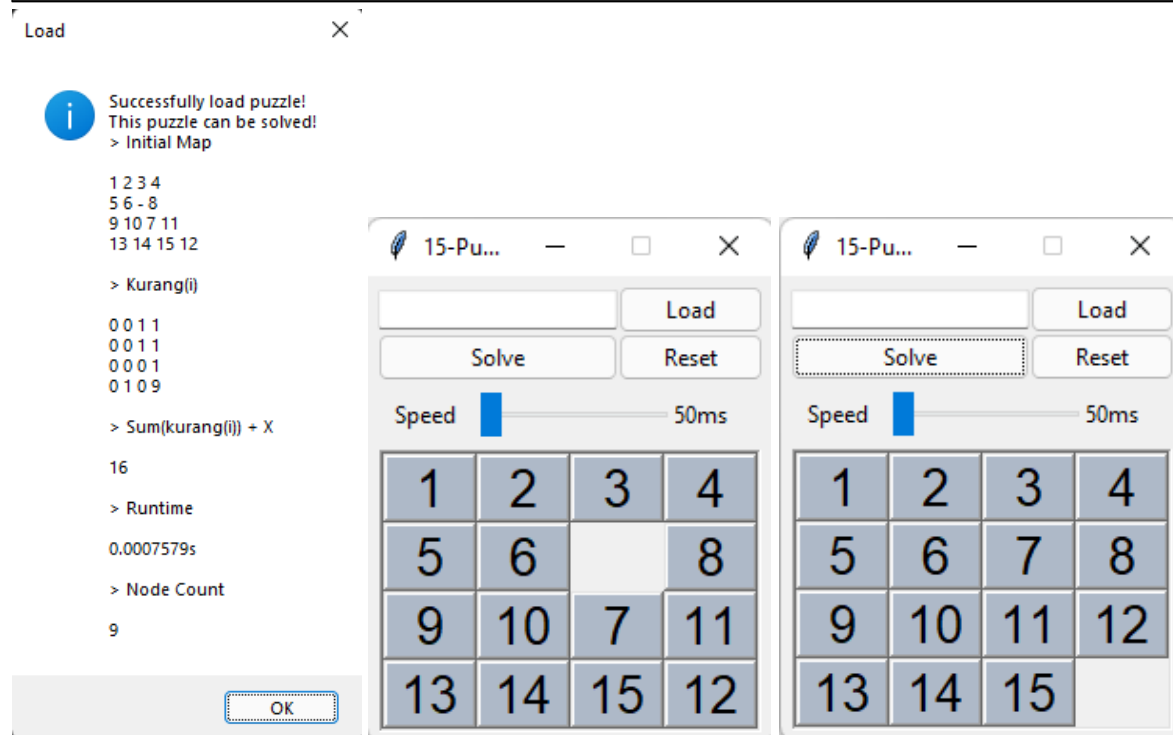 Load
Successfully load puzzle!
This puzzle can be solved!
> Initial Map
1 2 3 4
5 6 - 8
9 10 7 11
13 14 15 12
> Kurang(i)
0 0 1 1
0 0 1 1
0 0 0 1
0 1 0 9
> Sum(kurang(i)) + X
16
> Runtime
0.0007579s
> Node Count
9
OK
15-Pu...
Load
Solve Reset
Speed 50ms
1 2 3 4
5 6 8
9 10 7 11
13 14 15 12
15-Pu...
Load
Solve Reset
Speed 50ms
1 2 3 4
5 6 7 8
9 10 11 12
13 14 15